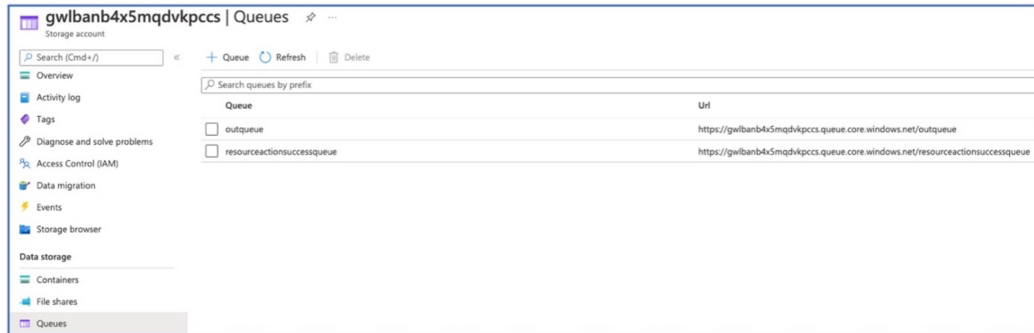 gwlbanb4x5mqdvkpccs | Queues
Storage account
Search (Cmd+/)
Overview
Activity log
Tags
Diagnose and solve problems
Access Control (IAM)
Data migration
Events
Storage browser
Data storage
Containers
File shares
Queues
+ Queue Refresh Delete
Search queues by prefix
Queue Url
outqueue https://gwlbanb4x5mqdvkpccs.queue.core.windows.net/outqueue
resourceactionsuccessqueue https://gwlbanb4x5mqdvkpccs.queue.core.windows.net/resourceactionsuccessqueue